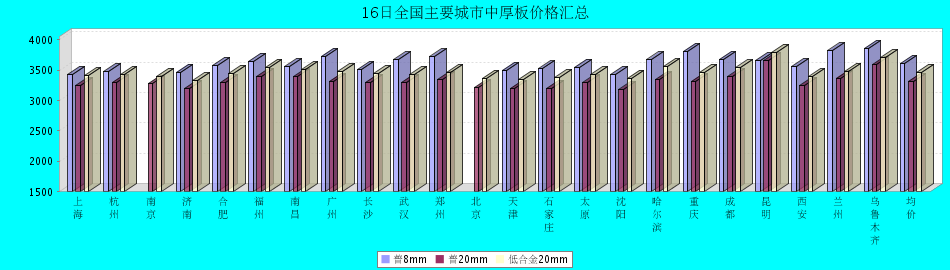 16日全国主要城市中厚板价格汇总
4000
3500
3000
2500
2000
1500
上海
杭州
南京
济南
合肥
福州
南昌
广州
长沙
武汉
郑州
北京
天津
石家庄
太原
沈阳
哈尔滨
重庆
成都
昆明
西安
兰州
乌鲁木齐
均价
普8mm 普20mm 低合金20mm